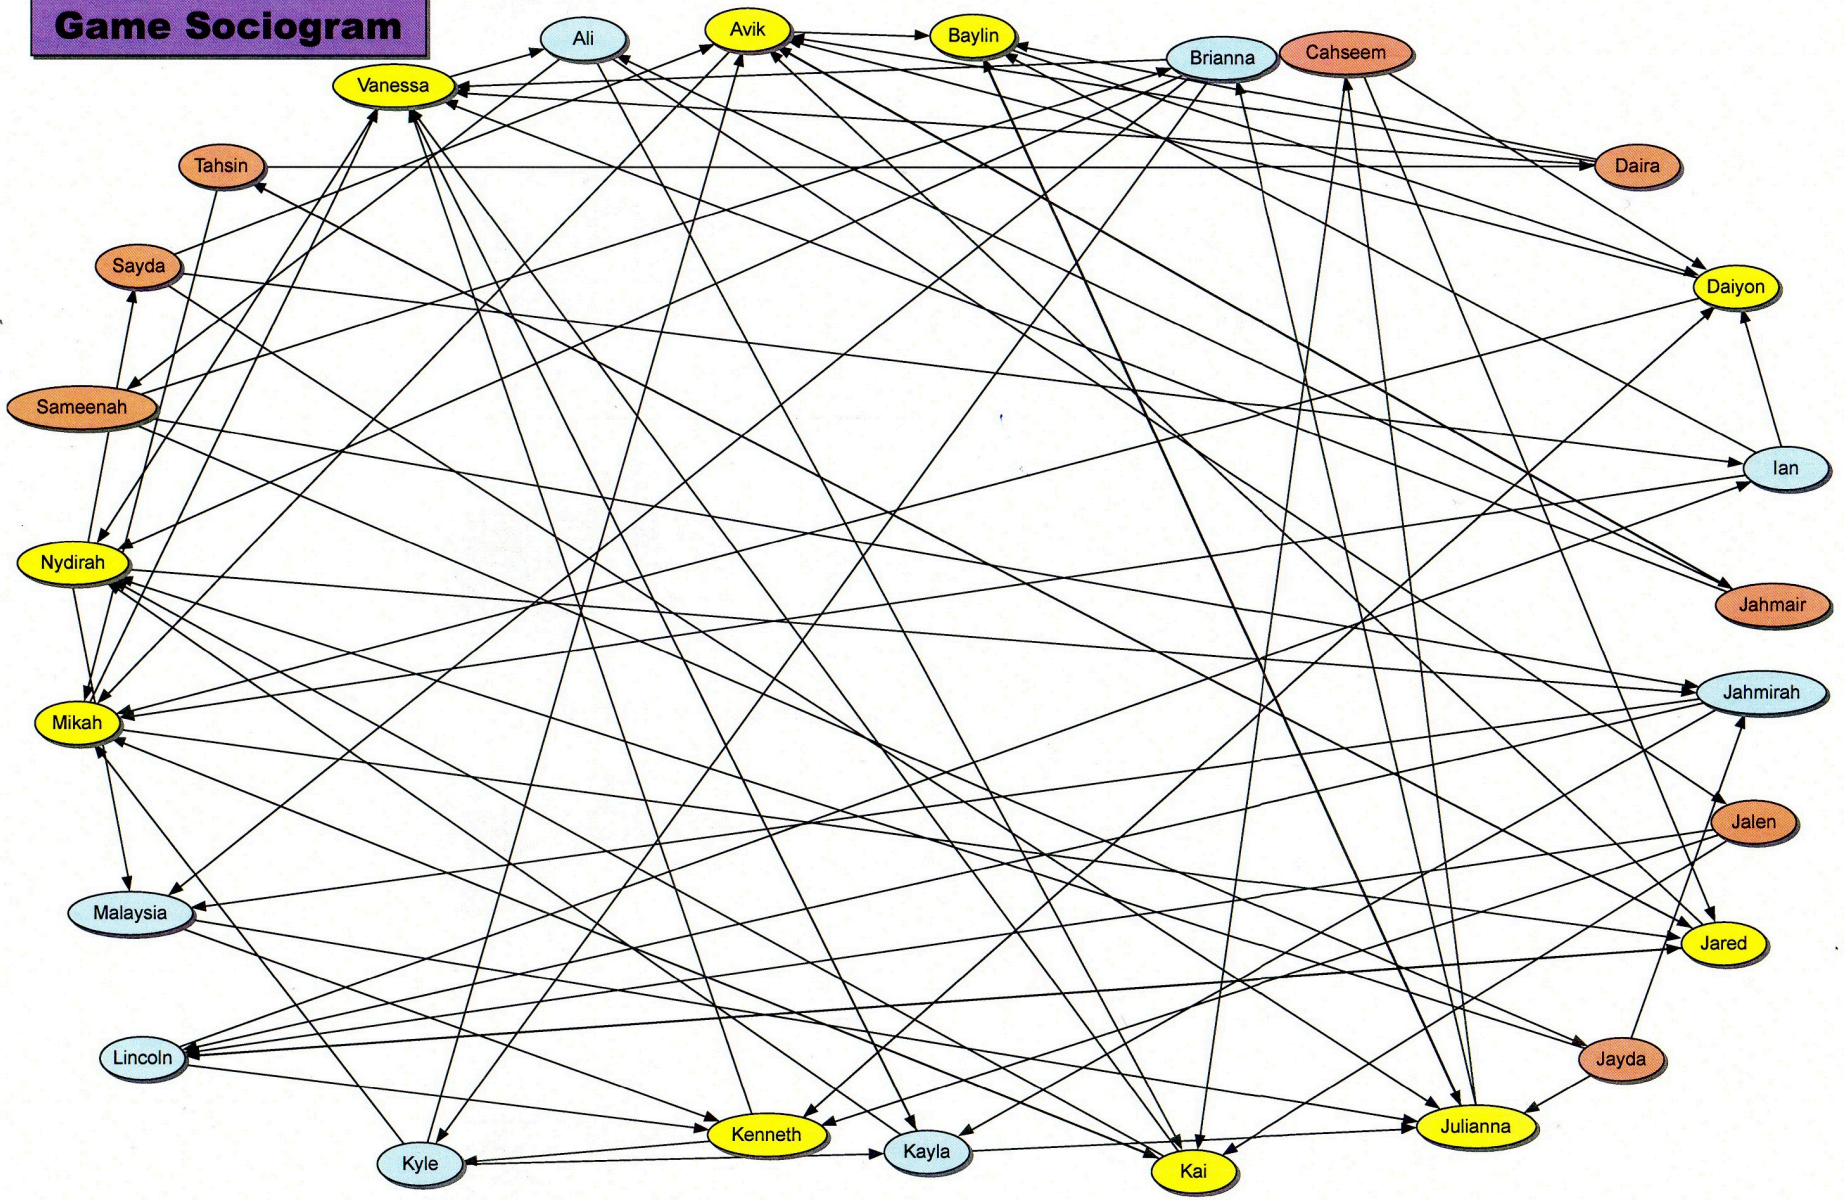 Game Sociogram
Ali
Avik
Baylin
Brianna
Cahseem
Vanessa
Tahsin
Daira
Sayda
Daiyon
Sameenah
Ian
Nydirah
Jahmair
Mikah
Jahmirah
Jalen
Malaysia
Jared
Lincoln
Jayda
Kyle
Kenneth
Kayla
Kai
Julianna